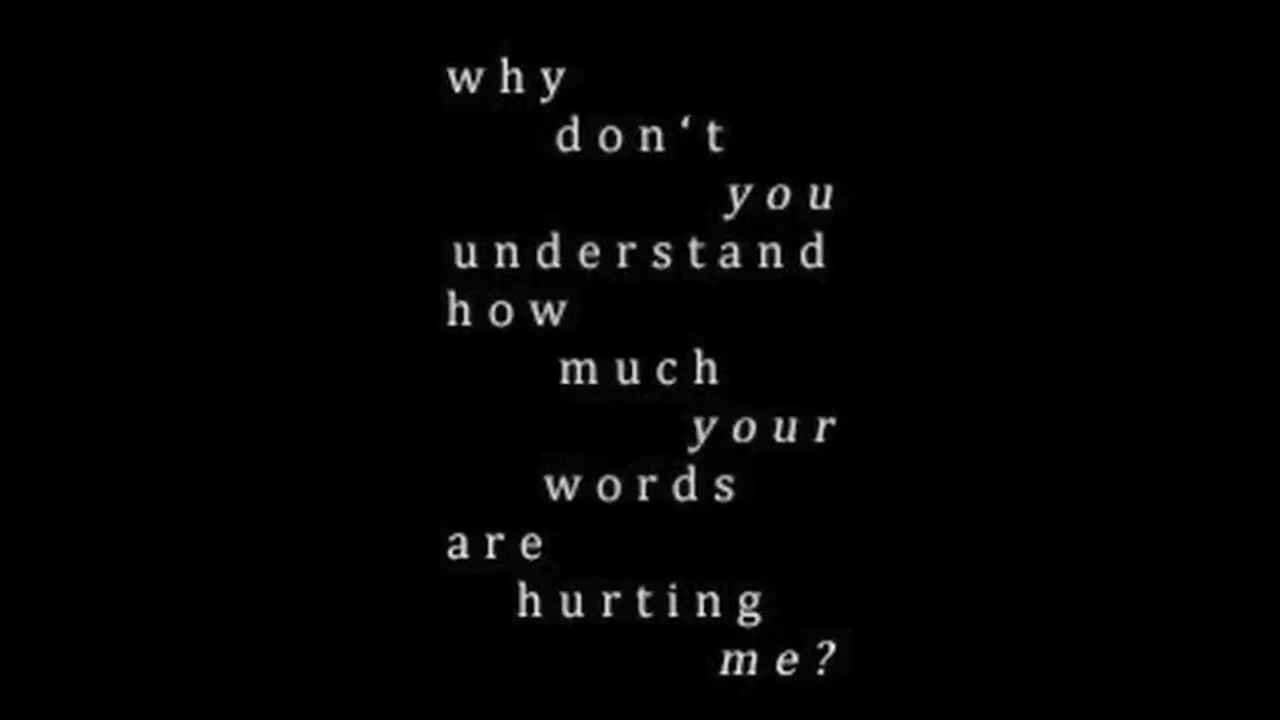 why
don‘t
you
understand
how
much
your
words
are
hurting
me?